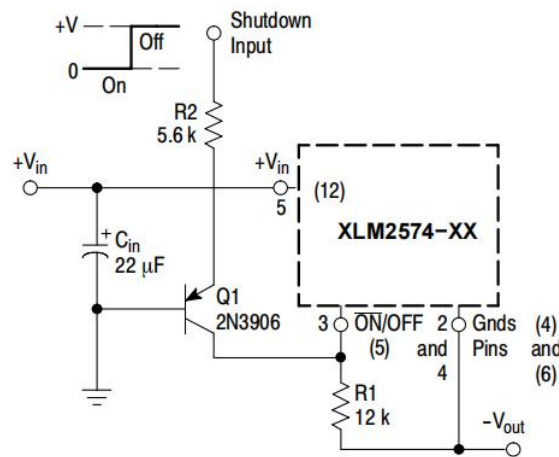 +V
Off
0
On
Shutdown
Input
R2
5.6 k
+Vin
+Vin
5
(12)
XLM2574−XX
+
Cin
22 µF
Q1
2N3906
3
ON/OFF
(5)
2
and
4
Gnds
Pins
(4)
and
(6)
R1
12 k
−Vout